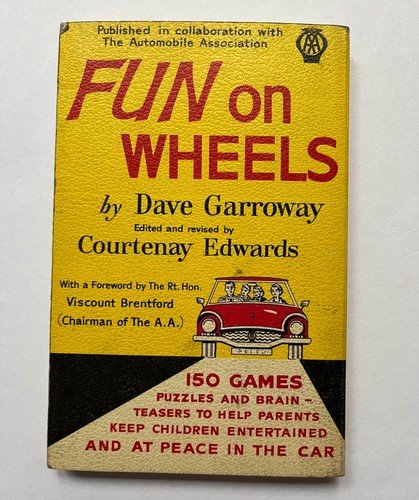 Published in collaboration with
The Automobile Association
AA
FUN on
WHEELS
by Dave Garroway
Edited and revised by
Courtenay Edwards
With a Foreword by The Rt. Hon.
Viscount Brentford
(Chairman of The A.A.)
150 GAMES
PUZZLES AND BRAIN -
TEASERS TO HELP PARENTS
KEEP CHILDREN ENTERTAINED
AND AT PEACE IN THE CAR